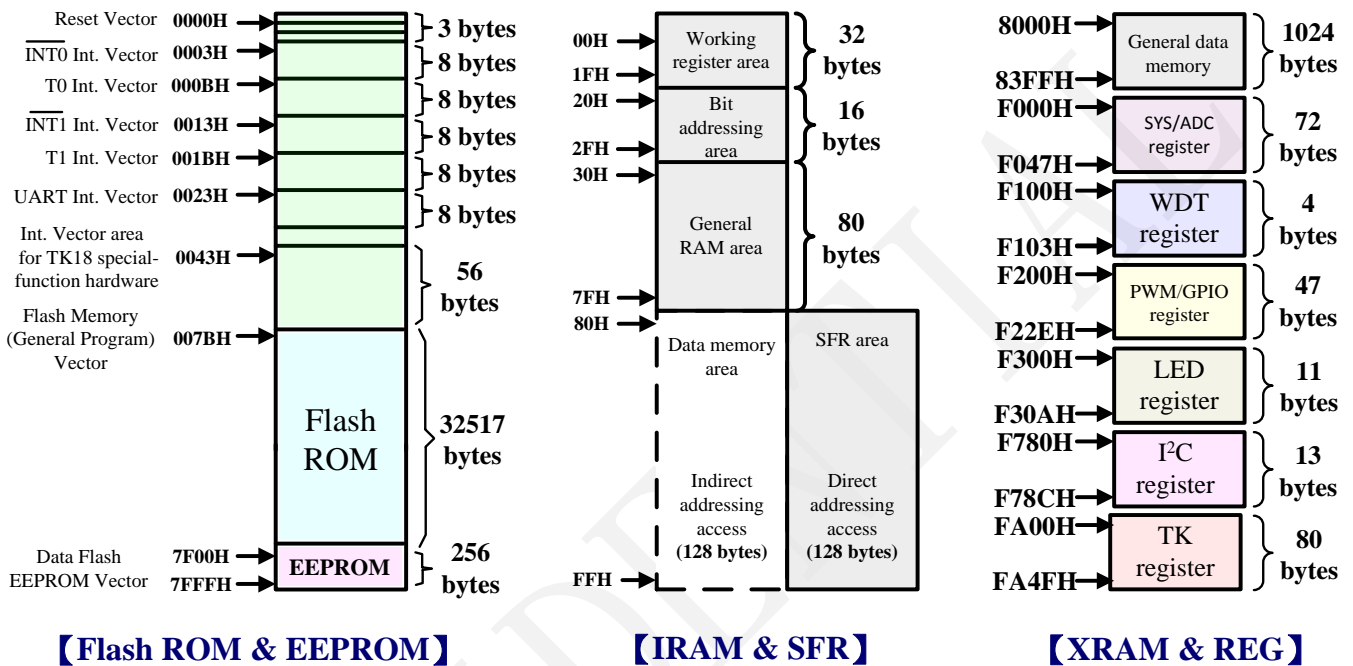 Reset Vector 0000H
3 bytes
INT0 Int. Vector 0003H
8 bytes
T0 Int. Vector 000BH
8 bytes
INT1 Int. Vector 0013H
8 bytes
T1 Int. Vector 001BH
8 bytes
UART Int. Vector 0023H
8 bytes
Int. Vector area
for TK18 special-
function hardware
0043H
56
bytes
Flash Memory
(General Program)
Vector
007BH
Flash
ROM
32517
bytes
Data Flash
EEPROM Vector
7F00H
7FFFH
EEPROM
256
bytes
【Flash ROM & EEPROM】
00H
1FH
Working
register area
32
bytes
20H
2FH
Bit
addressing
area
16
bytes
30H
7FH
General
RAM area
80
bytes
80H
FFH
Data memory
area
Indirect
addressing
access
(128 bytes)
SFR area
Direct
addressing
access
(128 bytes)
【IRAM & SFR】
8000H
83FFH
General data
memory
1024
bytes
F000H
F047H
SYS/ADC
register
72
bytes
F100H
F103H
WDT
register
4
bytes
F200H
F22EH
PWM/GPIO
register
47
bytes
F300H
F30AH
LED
register
11
bytes
F780H
F78CH
I²C
register
13
bytes
FA00H
FA4FH
TK
register
80
bytes
【XRAM & REG】